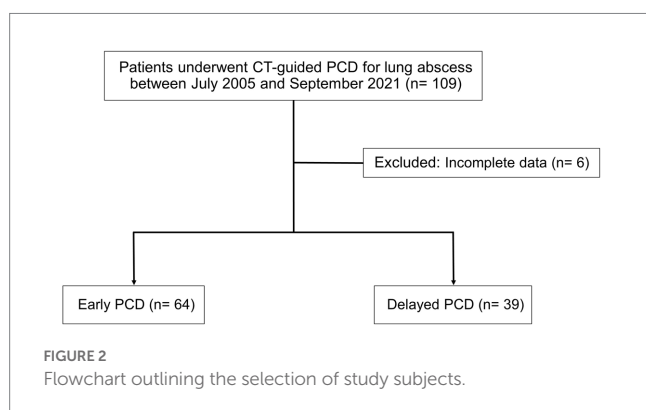 Patients underwent CT-guided PCD for lung abscess
between July 2005 and September 2021 (n= 109)
Excluded: Incomplete data (n= 6)
Early PCD (n= 64)
Delayed PCD (n= 39)
FIGURE 2
Flowchart outlining the selection of study subjects.